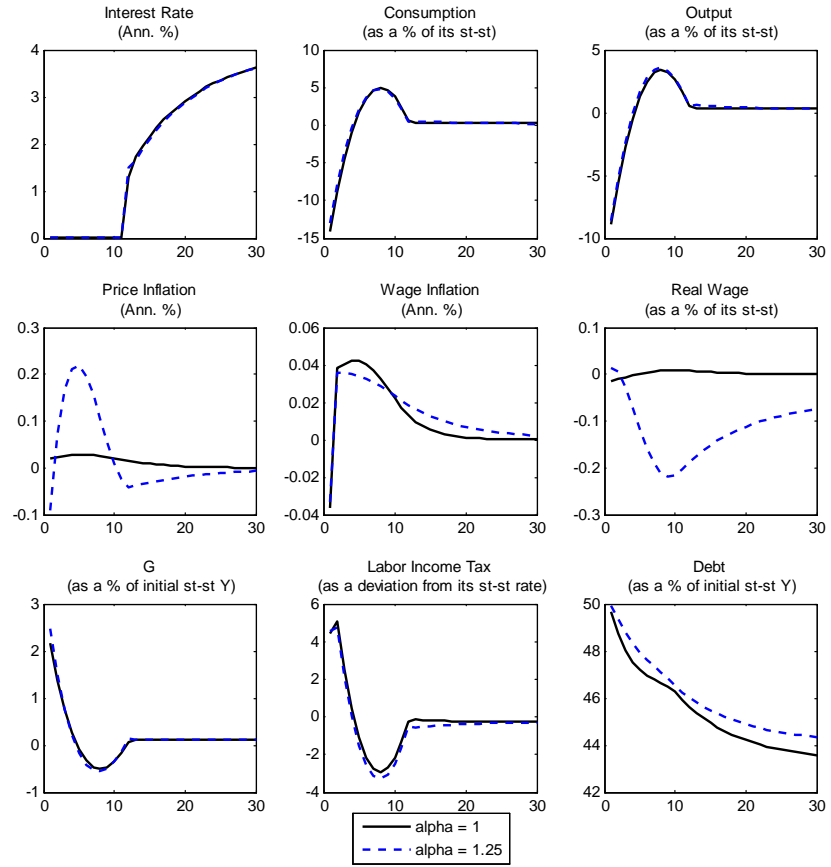 Interest Rate
(Ann. %)
4
3
2
1
0
0 10 20 30
Consumption
(as a % of its st-st)
10
5
0
-5
-10
-15
0 10 20 30
Output
(as a % of its st-st)
5
0
-5
-10
0 10 20 30
Price Inflation
(Ann. %)
0.3
0.2
0.1
0
-0.1
0 10 20 30
Wage Inflation
(Ann. %)
0.06
0.04
0.02
0
-0.02
-0.04
0 10 20 30
Real Wage
(as a % of its st-st)
0.1
0
-0.1
-0.2
-0.3
0 10 20 30
G
(as a % of initial st-st Y)
3
2
1
0
-1
0 10 20 30
Labor Income Tax
(as a deviation from its st-st rate)
6
4
2
0
-2
-4
0 10 20 30
Debt
(as a % of initial st-st Y)
50
48
46
44
42
0 10 20 30
alpha = 1
alpha = 1.25